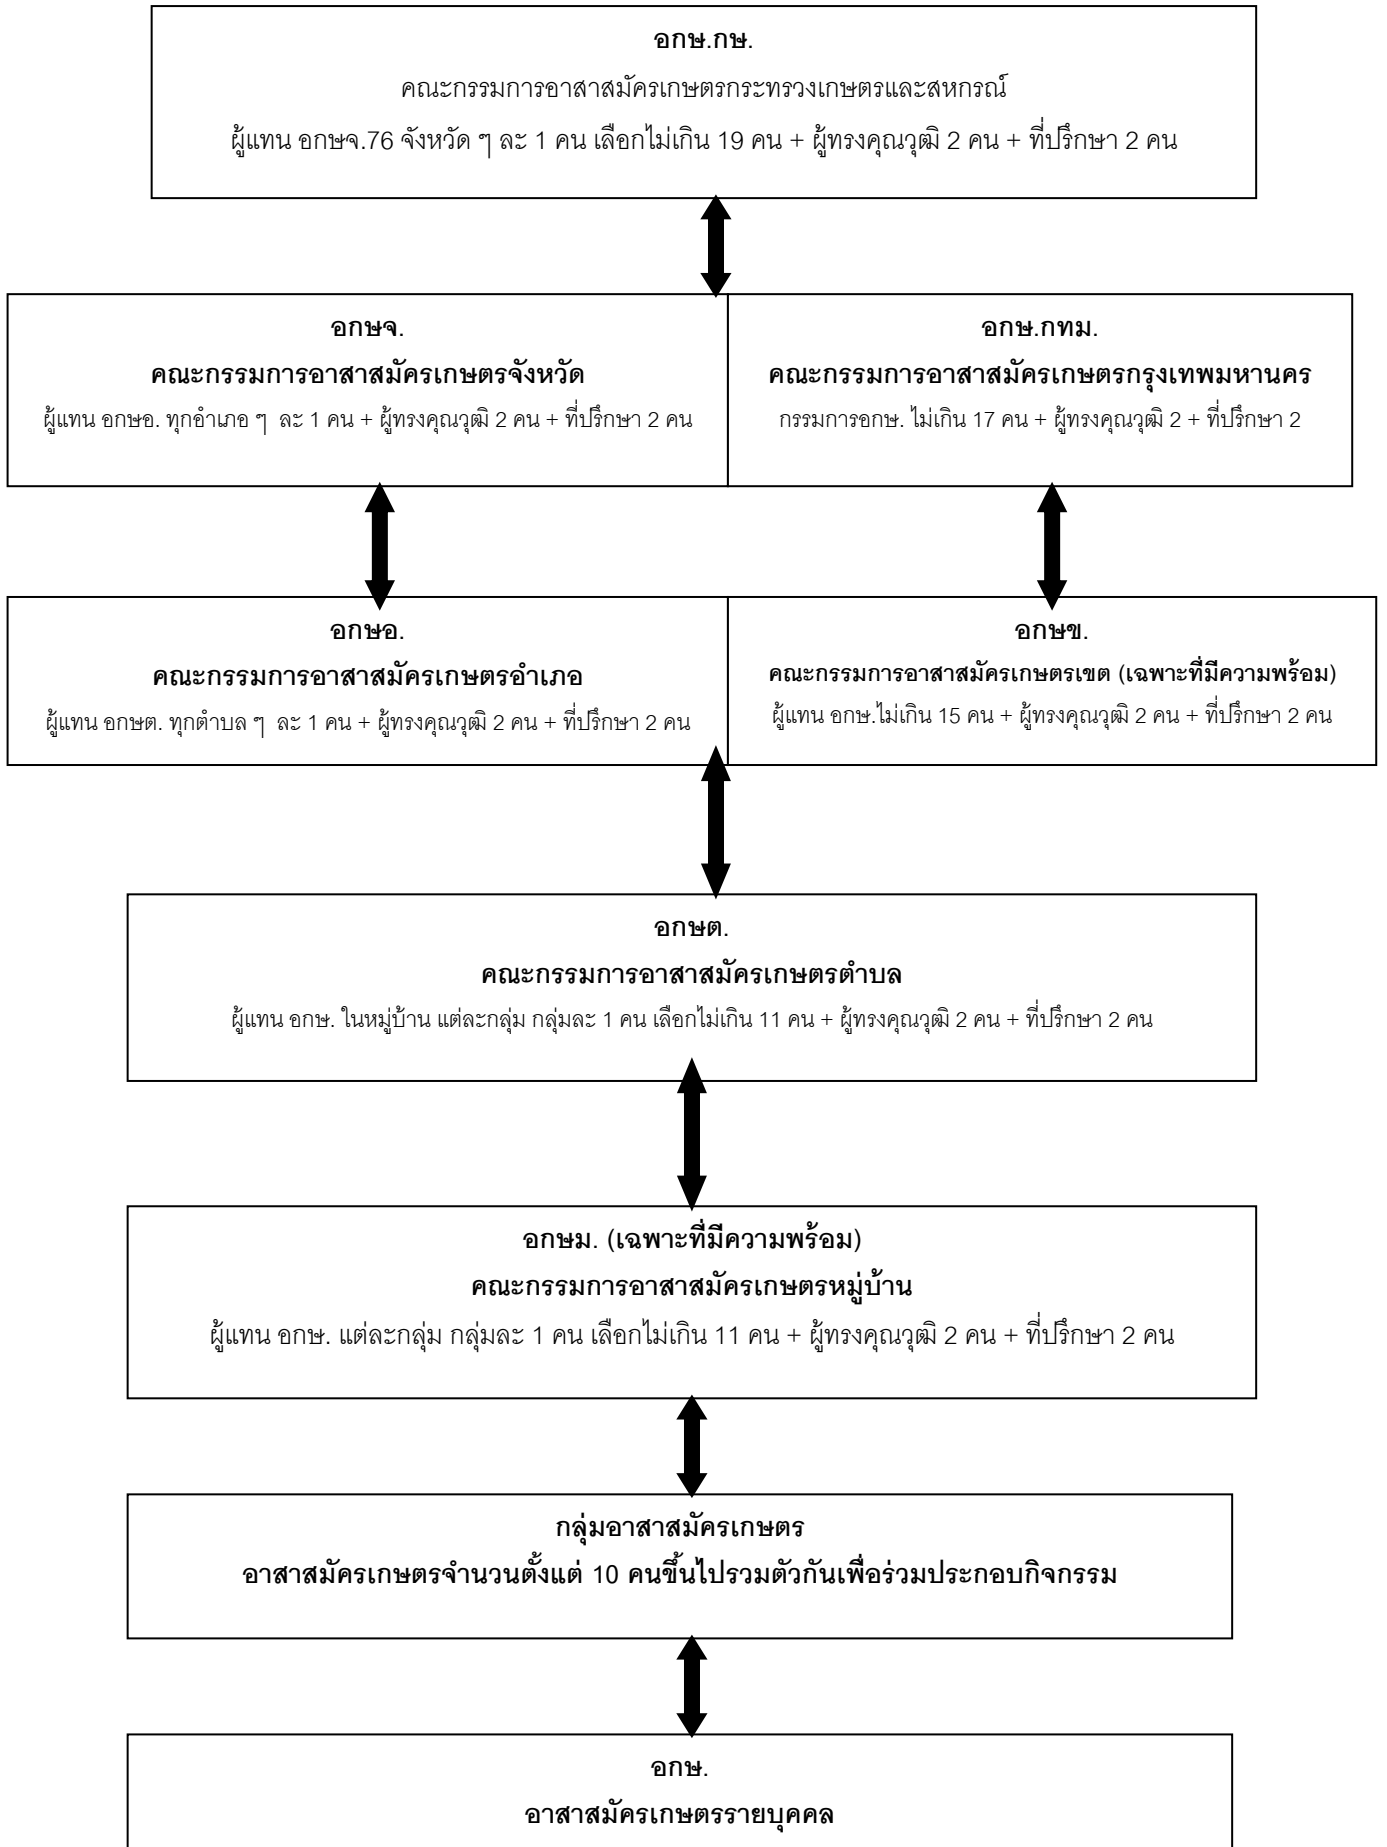 อกษ.กษ.
คณะกรรมการอาสาสมัครเกษตรกระทรวงเกษตรและสหกรณ์
ผู้แทน อกษจ.76 จังหวัด ๆ ละ 1 คน เลือกไม่เกิน 19 คน + ผู้ทรงคุณวุฒิ 2 คน + ที่ปรึกษา 2 คน
อกษจ.
คณะกรรมการอาสาสมัครเกษตรจังหวัด
ผู้แทน อกษอ. ทุกอำเภอ ๆ ละ 1 คน + ผู้ทรงคุณวุฒิ 2 คน + ที่ปรึกษา 2 คน
อกษ.กทม.
คณะกรรมการอาสาสมัครเกษตรกรุงเทพมหานคร
กรรมการอกษ. ไม่เกิน 17 คน + ผู้ทรงคุณวุฒิ 2 + ที่ปรึกษา 2
อกษอ.
คณะกรรมการอาสาสมัครเกษตรอำเภอ
ผู้แทน อกษต. ทุกตำบล ๆ ละ 1 คน + ผู้ทรงคุณวุฒิ 2 คน + ที่ปรึกษา 2 คน
อกษข.
คณะกรรมการอาสาสมัครเกษตรเขต (เฉพาะที่มีความพร้อม)
ผู้แทน อกษ.ไม่เกิน 15 คน + ผู้ทรงคุณวุฒิ 2 คน + ที่ปรึกษา 2 คน
อกษต.
คณะกรรมการอาสาสมัครเกษตรตำบล
ผู้แทน อกษ. ในหมู่บ้าน แต่ละกลุ่ม กลุ่มละ 1 คน เลือกไม่เกิน 11 คน + ผู้ทรงคุณวุฒิ 2 คน + ที่ปรึกษา 2 คน
อกษม. (เฉพาะที่มีความพร้อม)
คณะกรรมการอาสาสมัครเกษตรหมู่บ้าน
ผู้แทน อกษ. แต่ละกลุ่ม กลุ่มละ 1 คน เลือกไม่เกิน 11 คน + ผู้ทรงคุณวุฒิ 2 คน + ที่ปรึกษา 2 คน
กลุ่มอาสาสมัครเกษตร
อาสาสมัครเกษตรจำนวนตั้งแต่ 10 คนขึ้นไปรวมตัวกันเพื่อร่วมประกอบกิจกรรม
อกษ.
อาสาสมัครเกษตรรายบุคคล